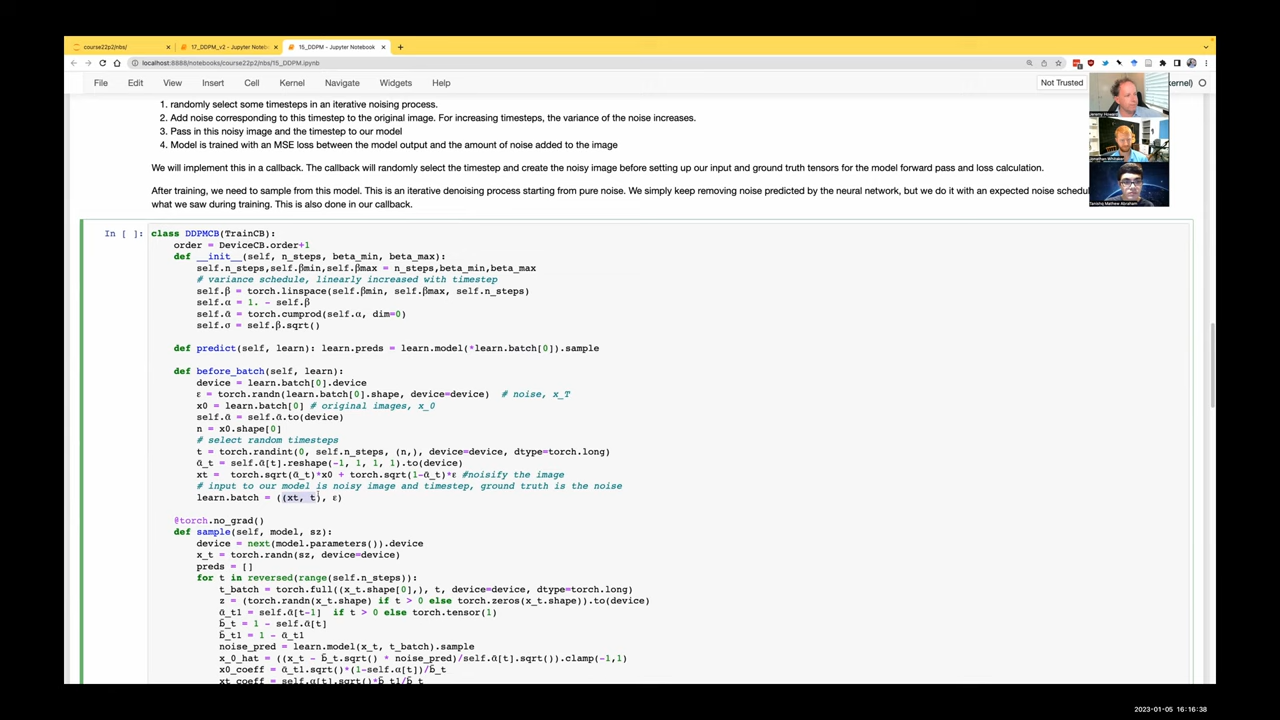 course22p2/nbs/
17_DDPM_v2 - Jupyter Notebook
15_DDPM - Jupyter Notebook
localhost:8888/notebooks/course22p2/nbs/15_DDPM.ipynb
File Edit View Insert Cell Kernel Navigate Widgets Help
Not Trusted
kernel)
1. randomly select some timesteps in an iterative noising process.
2. Add noise corresponding to this timestep to the original image. For increasing timesteps, the variance of the noise increases.
3. Pass in this noisy image and the timestep to our model
4. Model is trained with an MSE loss between the model output and the amount of noise added to the image
We will implement this in a callback. The callback will randomly select the timestep and create the noisy image before setting up our input and ground truth tensors for the model forward pass and loss calculation.
After training, we need to sample from this model. This is an iterative denoising process starting from pure noise. We simply keep removing noise predicted by the neural network, but we do it with an expected noise schedul
what we saw during training. This is also done in our callback.
Jeremy Howard
Jonathan Whitaker
Tanishq Mathew Abraham
In [ ]:
class DDPMCB(TrainCB):
order = DeviceCB.order+1
def __init__(self, n_steps, beta_min, beta_max):
self.n_steps,self.βmin,self.βmax = n_steps,beta_min,beta_max
# variance schedule, linearly increased with timestep
self.β = torch.linspace(self.βmin, self.βmax, self.n_steps)
self.α = 1. - self.β
self.ᾱ = torch.cumprod(self.α, dim=0)
self.σ = self.β.sqrt()
def predict(self, learn): learn.preds = learn.model(*learn.batch[0]).sample
def before_batch(self, learn):
device = learn.batch[0].device
ε = torch.randn(learn.batch[0].shape, device=device) # noise, x_T
x0 = learn.batch[0] # original images, x_0
self.ᾱ = self.ᾱ.to(device)
n = x0.shape[0]
# select random timesteps
t = torch.randint(0, self.n_steps, (n,), device=device, dtype=torch.long)
ᾱ_t = self.ᾱ[t].reshape(-1, 1, 1, 1).to(device)
xt = torch.sqrt(ᾱ_t)*x0 + torch.sqrt(1-ᾱ_t)*ε #noisify the image
# input to our model is noisy image and timestep, ground truth is the noise
learn.batch = ((xt, t), ε)
@torch.no_grad()
def sample(self, model, sz):
device = next(model.parameters()).device
x_t = torch.randn(sz, device=device)
preds = []
for t in reversed(range(self.n_steps)):
t_batch = torch.full((x_t.shape[0],), t, device=device, dtype=torch.long)
z = (torch.randn(x_t.shape) if t > 0 else torch.zeros(x_t.shape)).to(device)
ᾱ_t1 = self.ᾱ[t-1] if t > 0 else torch.tensor(1)
b̄_t = 1 - self.ᾱ[t]
b̄_t1 = 1 - ᾱ_t1
noise_pred = learn.model(x_t, t_batch).sample
x_0_hat = ((x_t - b̄_t.sqrt() * noise_pred)/self.ᾱ[t].sqrt()).clamp(-1,1)
x0_coeff = ᾱ_t1.sqrt()*(1-self.α[t])/b̄_t
xt_coeff = self.α[t].sqrt()*b̄_t1/b̄_t
2023-01-05 16:16:38